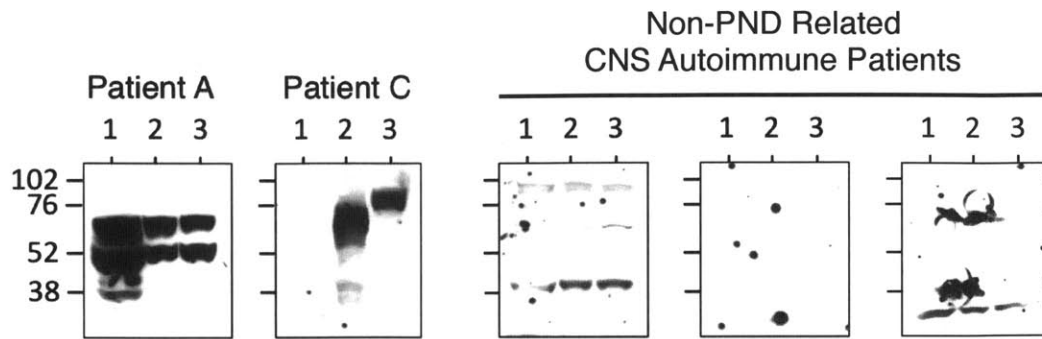 Non-PND Related
CNS Autoimmune Patients
Patient A
Patient C
1 2 3
1 2 3
1 2 3
1 2 3
1 2 3
102
76
52
38